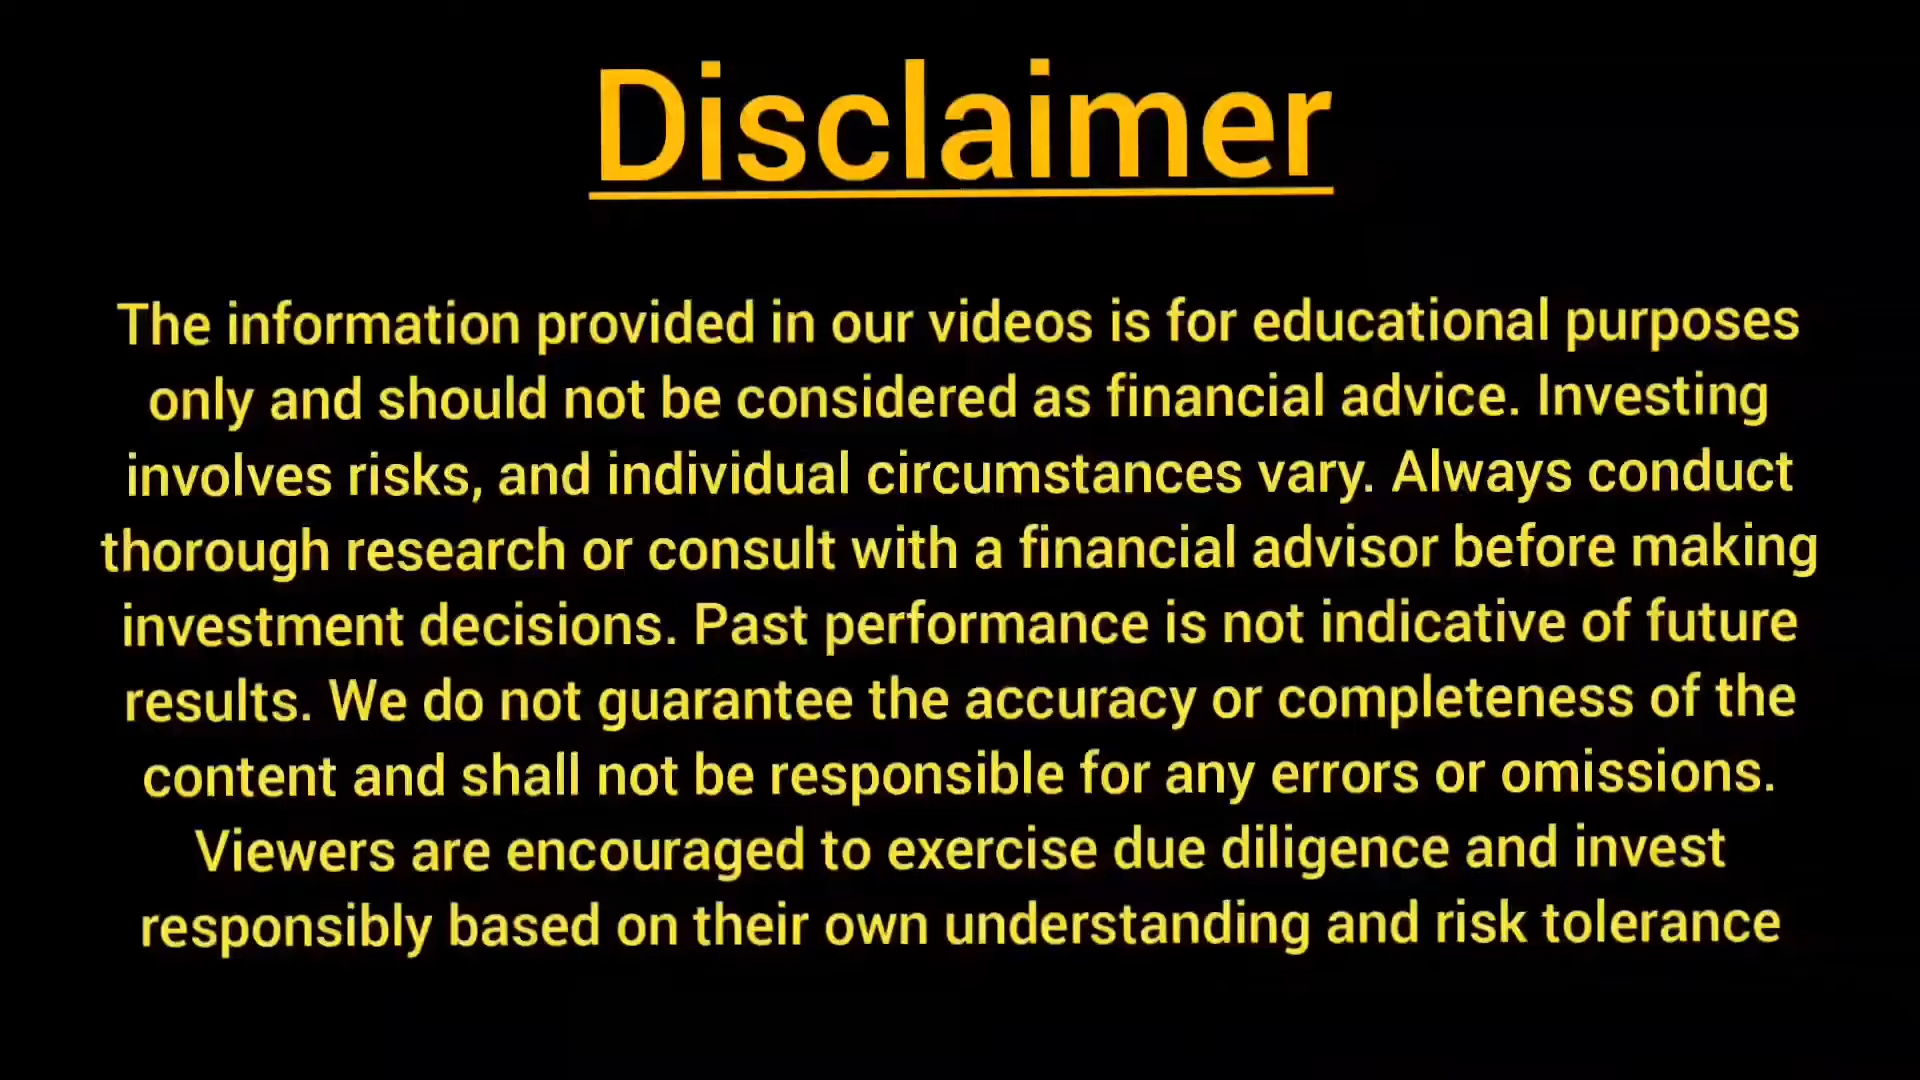 Disclaimer
The information provided in our videos is for educational purposes
only and should not be considered as financial advice. Investing
involves risks, and individual circumstances vary. Always conduct
thorough research or consult with a financial advisor before making
investment decisions. Past performance is not indicative of future
results. We do not guarantee the accuracy or completeness of the
content and shall not be responsible for any errors or omissions.
Viewers are encouraged to exercise due diligence and invest
responsibly based on their own understanding and risk tolerance